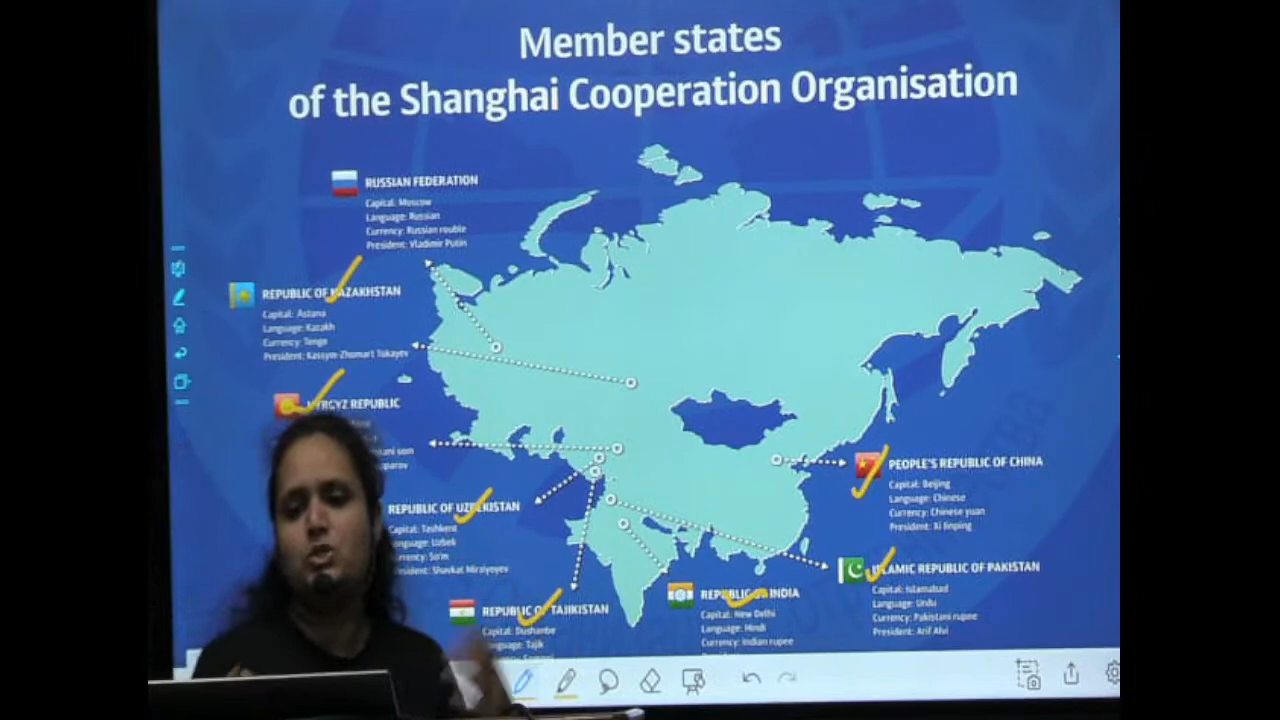 Member states
of the Shanghai Cooperation Organisation
RUSSIAN FEDERATION
Capital: Moscow
Language: Russian
Currency: Russian rouble
President: Vladimir Putin
REPUBLIC OF KAZAKHSTAN
Capital: Astana
Language: Kazakh
Currency: Tenge
President: Kassym-Zhomart Tokayev
KYRGYZ REPUBLIC
som
REPUBLIC OF UZBEKISTAN
Capital: Tashkent
Language: Uzbek
Currency: So'm
President: Shavkat Mirziyoyev
REPUBLIC OF TAJIKISTAN
Capital: Dushanbe
Language: Tajik
REPUBLIC OF INDIA
Capital: New Delhi
Language: Hindi
Currency: Indian rupee
PEOPLE'S REPUBLIC OF CHINA
Capital: Beijing
Language: Chinese
Currency: Chinese yuan
President: Xi Jinping
ISLAMIC REPUBLIC OF PAKISTAN
Capital: Islamabad
Language: Urdu
Currency: Pakistani rupee
President: Arif Alvi